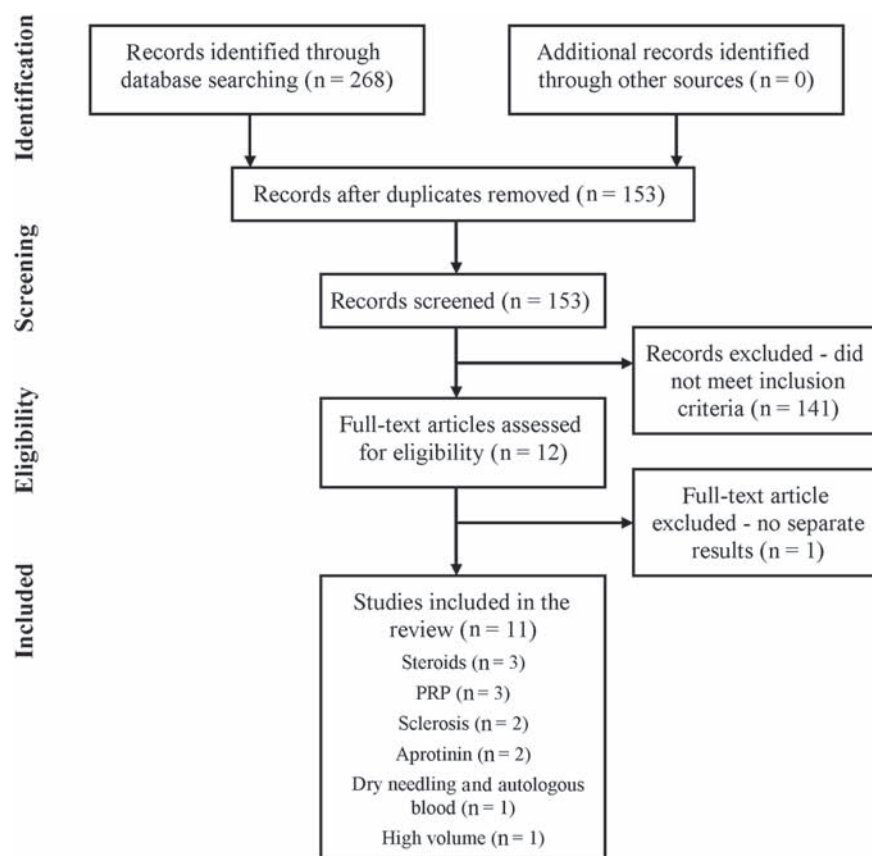 Identification
Records identified through
database searching (n = 268)
Additional records identified
through other sources (n = 0)
Records after duplicates removed (n = 153)
Screening
Records screened (n = 153)
Records excluded - did
not meet inclusion
criteria (n = 141)
Eligibility
Full-text articles assessed
for eligibility (n = 12)
Full-text article
excluded - no separate
results (n = 1)
Included
Studies included in the
review (n = 11)
Steroids (n = 3)
PRP (n = 3)
Sclerosis (n = 2)
Aprotinin (n = 2)
Dry needling and autologous
blood (n = 1)
High volume (n = 1)